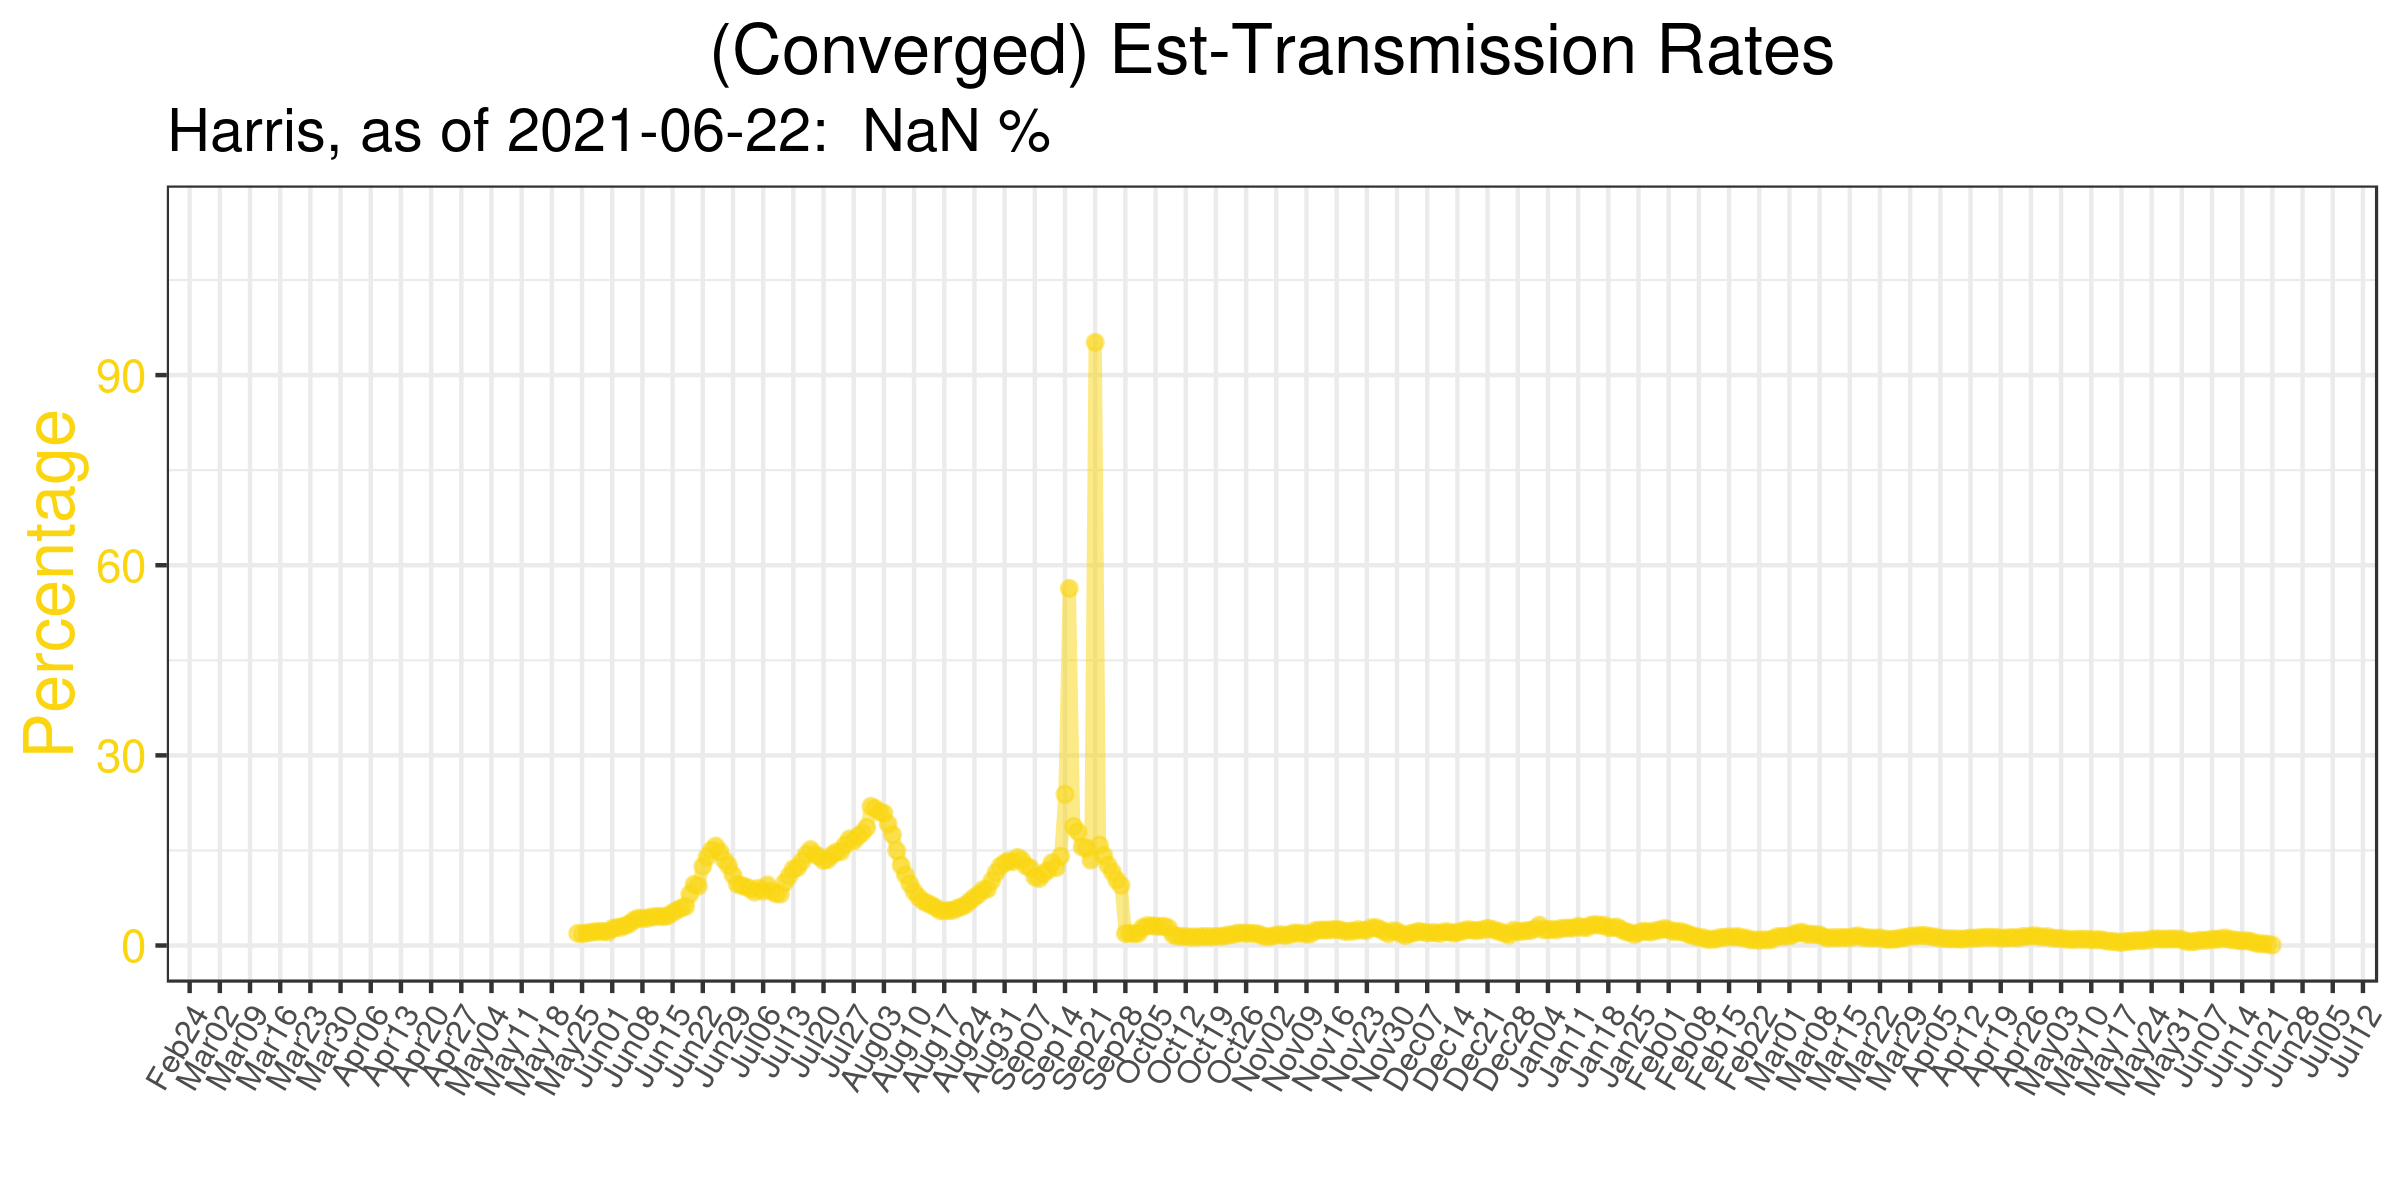 (Converged) Est-Transmission Rates
Harris, as of 2021-06-22: NaN %
Percentage
90
60
30
0
Feb24
Mar02
Mar09
Mar16
Mar23
Mar30
Apr06
Apr13
Apr20
Apr27
May04
May11
May18
May25
Jun01
Jun08
Jun15
Jun22
Jun29
Jul06
Jul13
Jul20
Jul27
Aug03
Aug10
Aug17
Aug24
Aug31
Sep07
Sep14
Sep21
Sep28
Oct05
Oct12
Oct19
Oct26
Nov02
Nov09
Nov16
Nov23
Nov30
Dec07
Dec14
Dec21
Dec28
Jan04
Jan11
Jan18
Jan25
Feb01
Feb08
Feb15
Feb22
Mar01
Mar08
Mar15
Mar22
Mar29
Apr05
Apr12
Apr19
Apr26
May03
May10
May17
May24
May31
Jun07
Jun14
Jun21
Jun28
Jul05
Jul12